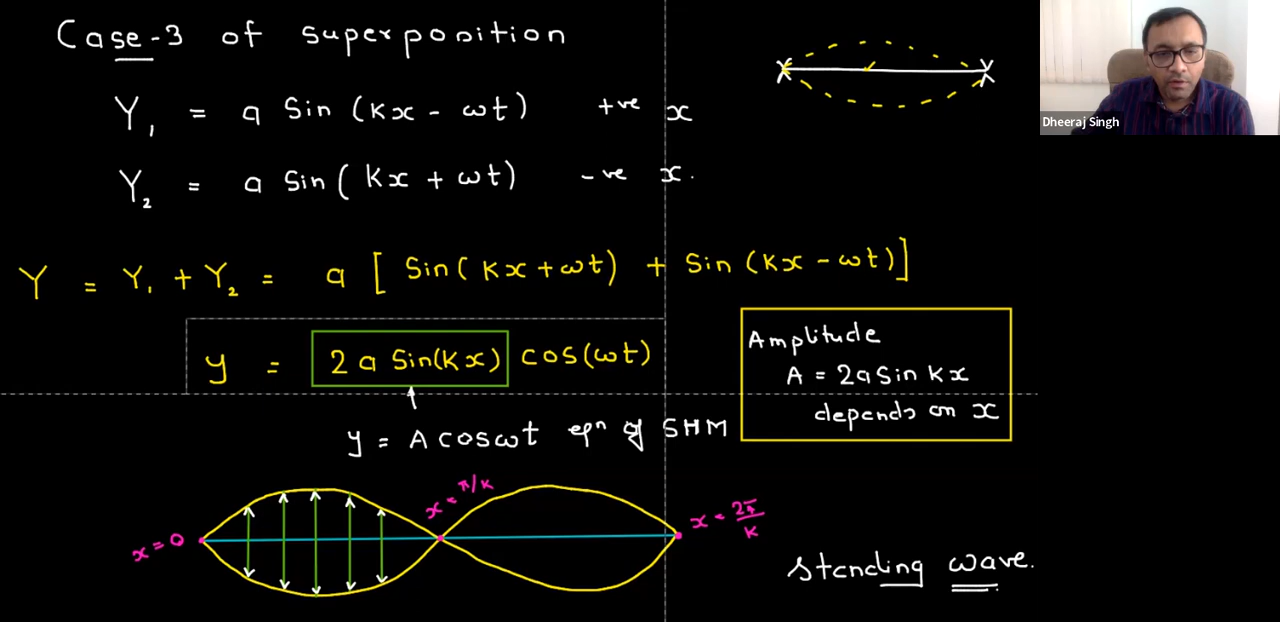 Case-3 of superposition
Y₁ = a Sin (Kx - ωt) +ve x
Dheeraj Singh
Y₂ = a Sin( Kx + ωt) -ve x.
Y = Y₁ + Y₂ = a [ Sin( Kx + ωt) + Sin (Kx - ωt)]
y = 2 a Sin(Kx) cos(ωt)
Amplitude
A = 2a Sin Kx
depends on x
y = A cosωt eqⁿ of SHM
x = 0
x = π/K
x = 2π/K
standing wave.